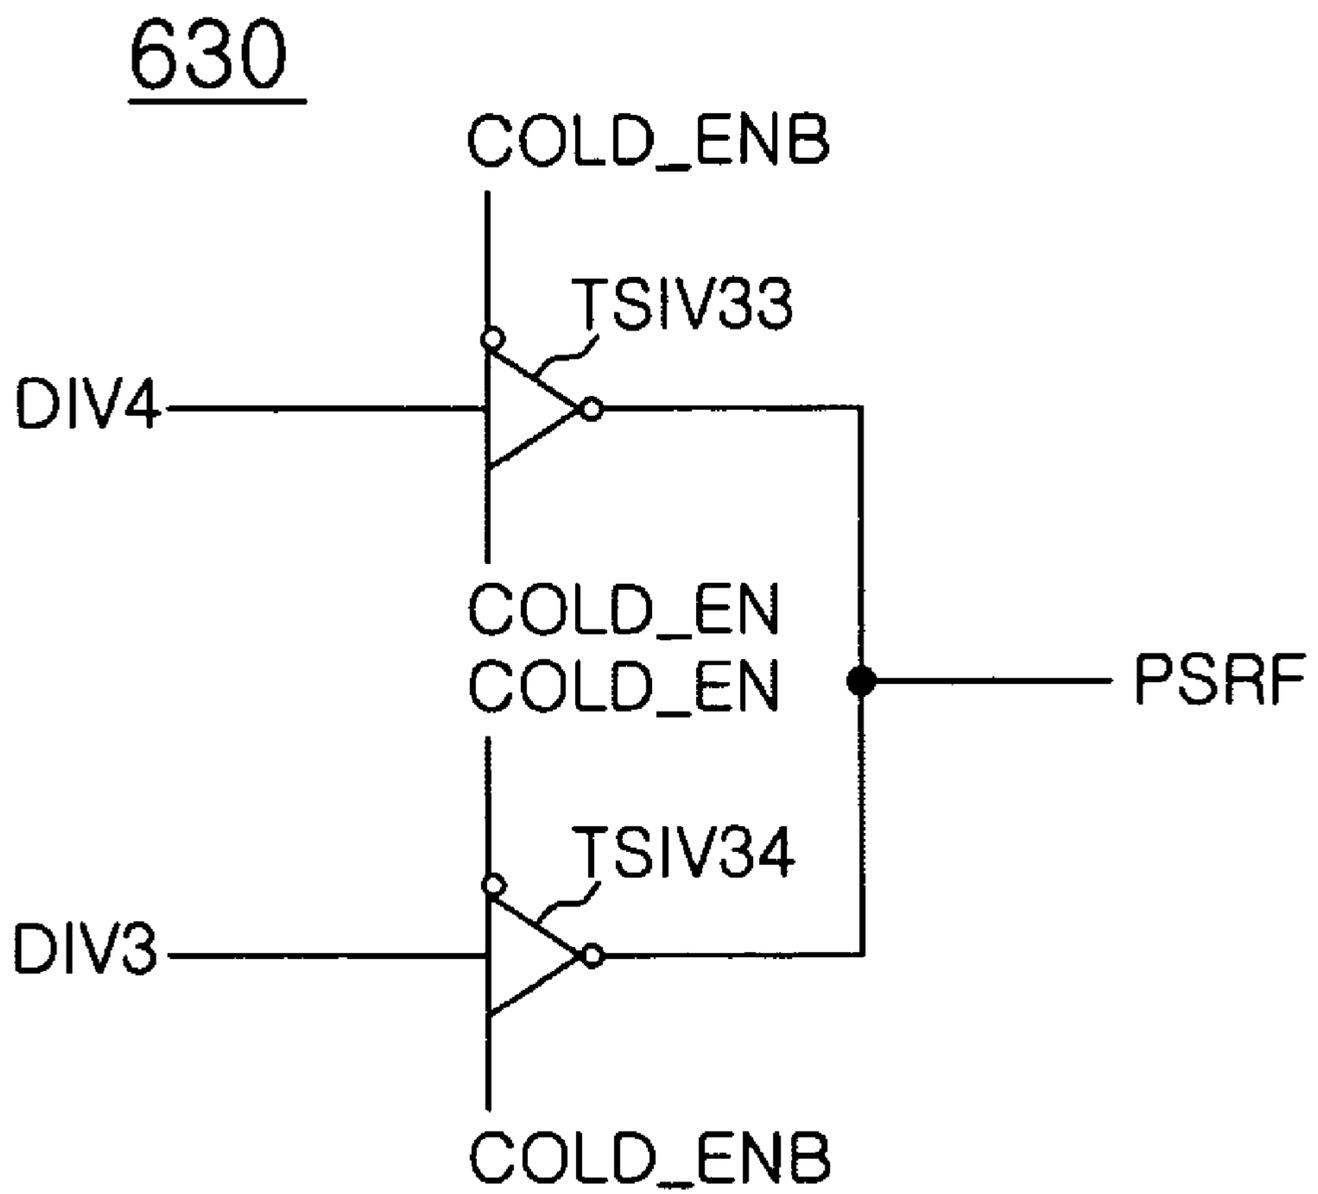 630
COLD_ENB
TSIV33
DIV4
COLD_EN
COLD_EN
PSRF
TSIV34
DIV3
COLD_ENB